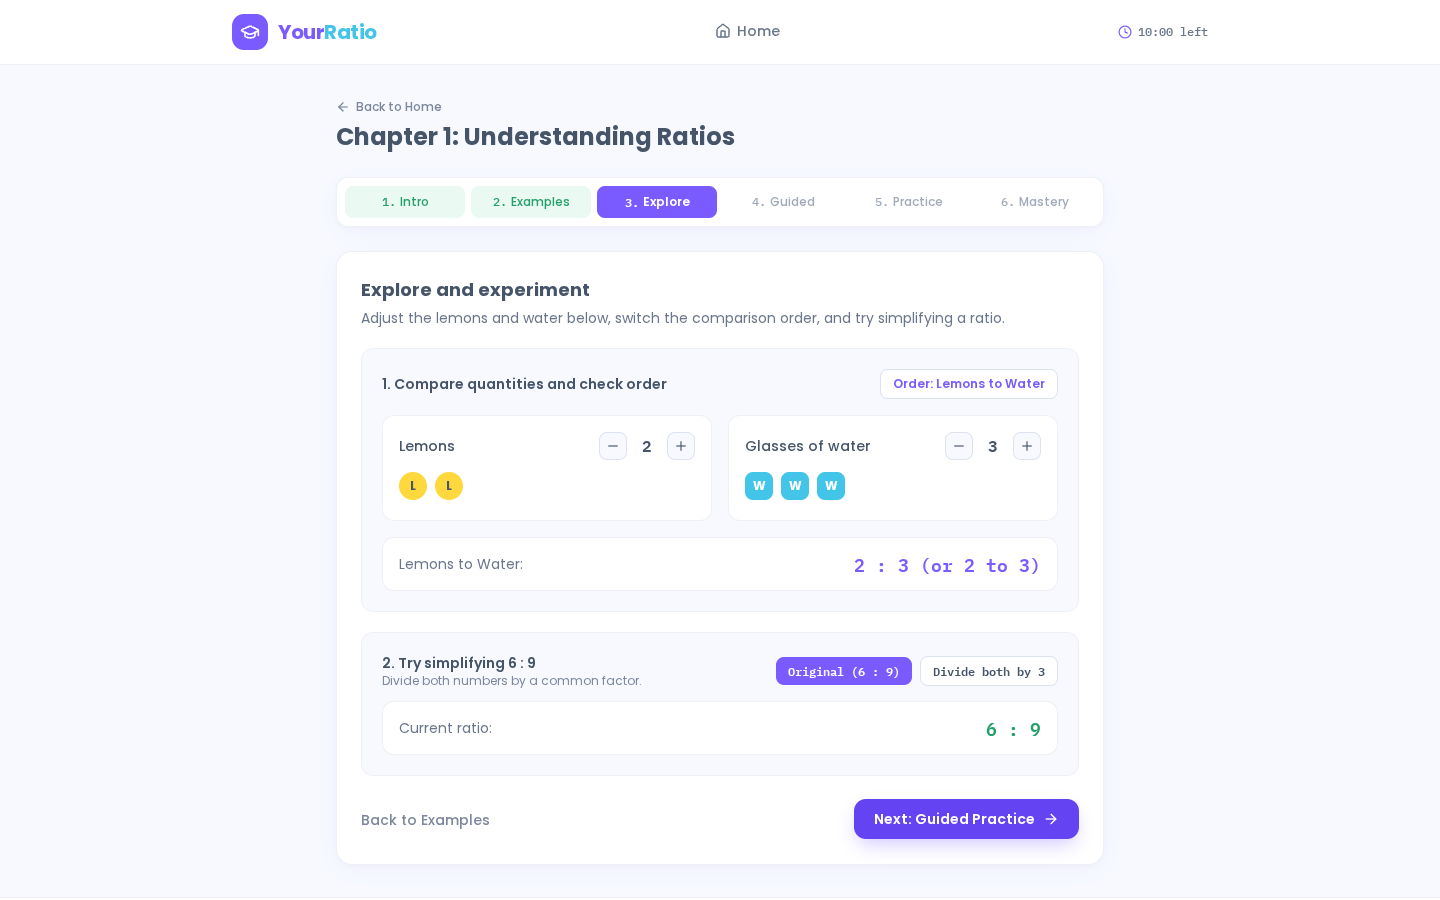 YourRatio
Home
10:00 left
Back to Home
Chapter 1: Understanding Ratios
1. Intro
2. Examples
3. Explore
4. Guided
5. Practice
6. Mastery
Explore and experiment
Adjust the lemons and water below, switch the comparison order, and try simplifying a ratio.
1. Compare quantities and check order
Order: Lemons to Water
Lemons
2
L L
Glasses of water
3
W W W
Lemons to Water:
2 : 3 (or 2 to 3)
2. Try simplifying 6 : 9
Divide both numbers by a common factor.
Original (6 : 9)
Divide both by 3
Current ratio:
6 : 9
Back to Examples
Next: Guided Practice